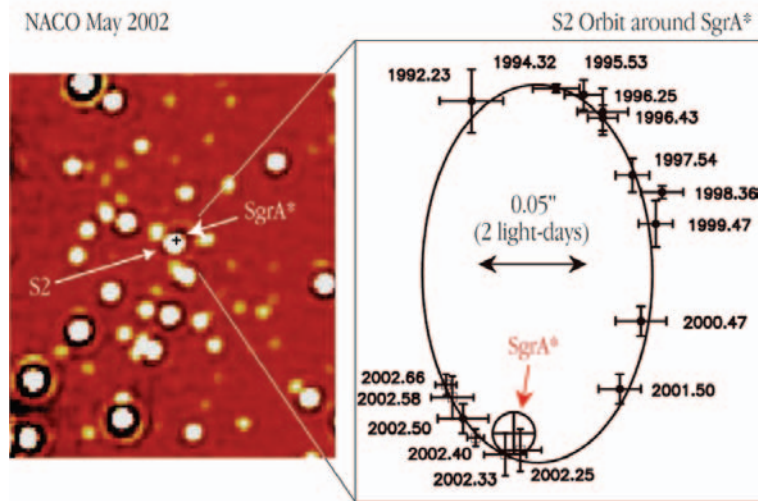 NACO May 2002
S2 Orbit around SgrA*
SgrA*
S2
1992.23
1994.32
1995.53
1996.25
1996.43
1997.54
1998.36
1999.47
0.05"
(2 light-days)
2000.47
SgrA*
2001.50
2002.66
2002.58
2002.50
2002.40
2002.33
2002.25